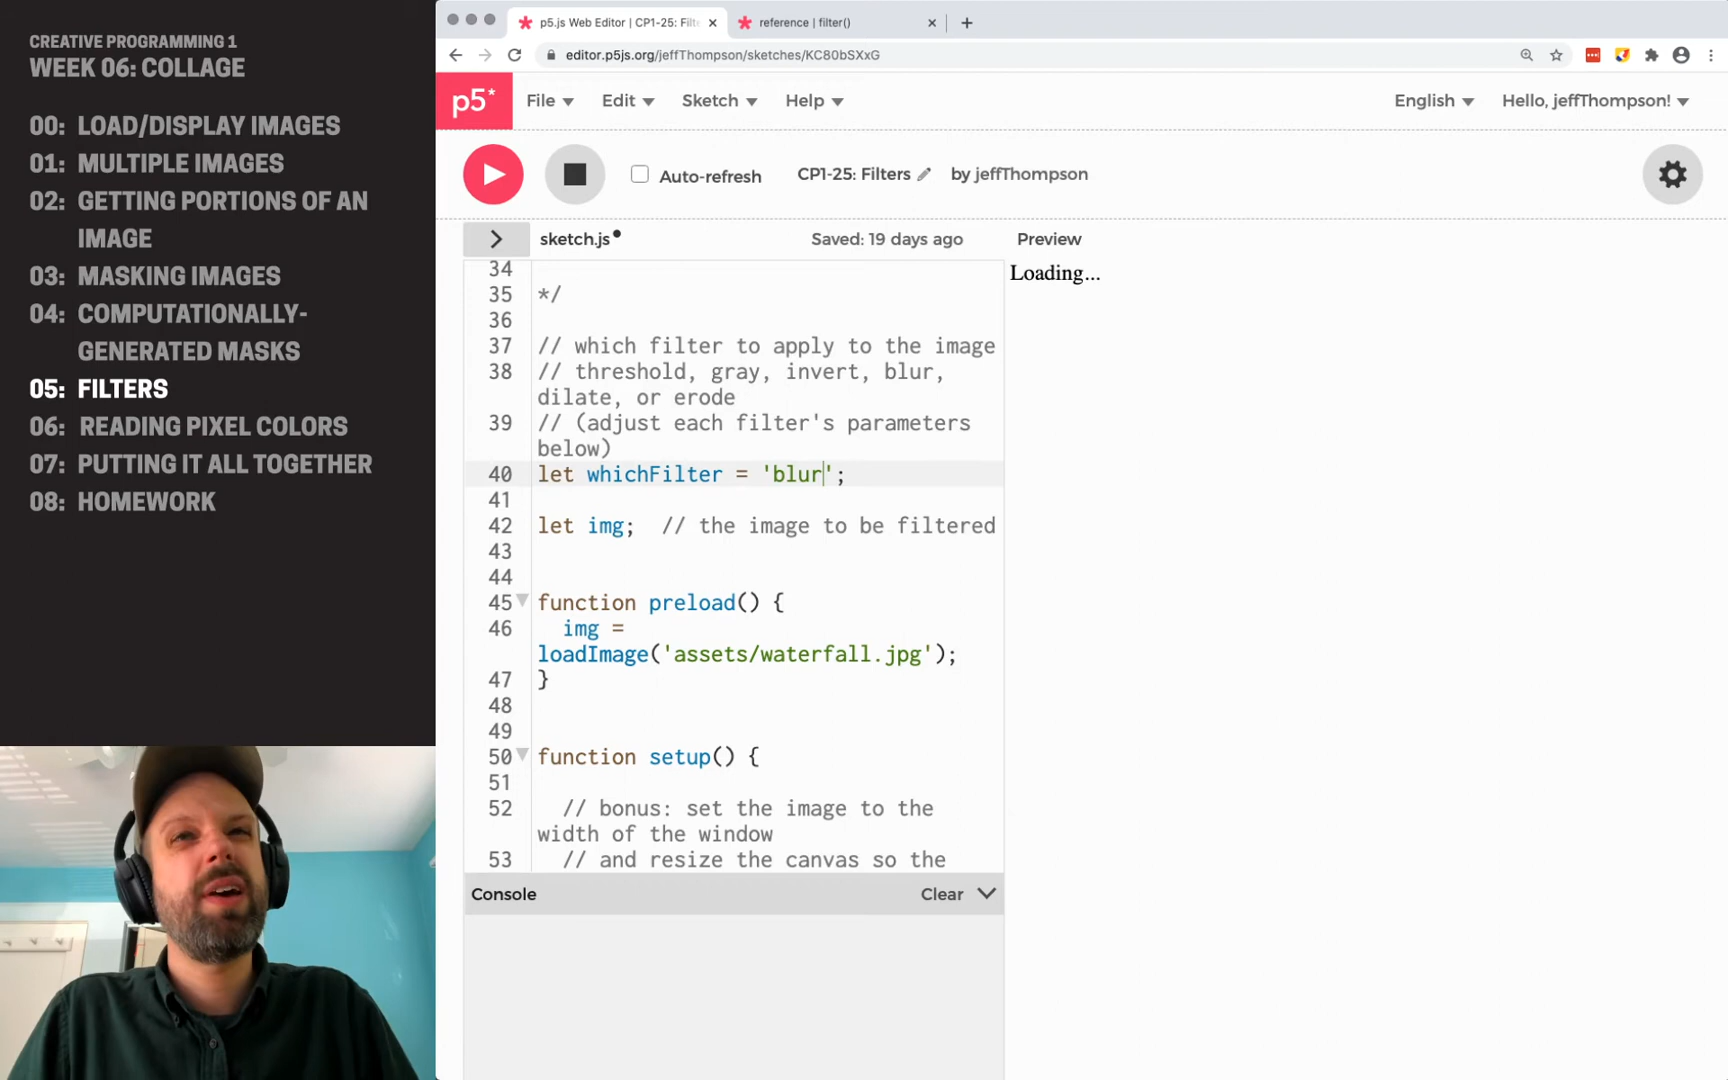 CREATIVE PROGRAMMING 1
WEEK 06: COLLAGE
00: LOAD/DISPLAY IMAGES
01: MULTIPLE IMAGES
02: GETTING PORTIONS OF AN
IMAGE
03: MASKING IMAGES
04: COMPUTATIONALLY-
GENERATED MASKS
05: FILTERS
06: READING PIXEL COLORS
07: PUTTING IT ALL TOGETHER
08: HOMEWORK
p5.js Web Editor | CP1-25: Filte
reference | filter()
editor.p5js.org/jeffThompson/sketches/KC80bSXxG
p5*
File Edit Sketch Help English Hello, jeffThompson!
Auto-refresh CP1-25: Filters by jeffThompson
sketch.js Saved: 19 days ago Preview
Loading...
34
35 */
36
37 // which filter to apply to the image
38 // threshold, gray, invert, blur,
dilate, or erode
39 // (adjust each filter's parameters
below)
40 let whichFilter = 'blur';
41
42 let img; // the image to be filtered
43
44
45 function preload() {
46 img =
loadImage('assets/waterfall.jpg');
47 }
48
49
50 function setup() {
51
52 // bonus: set the image to the
width of the window
53 // and resize the canvas so the
Console Clear